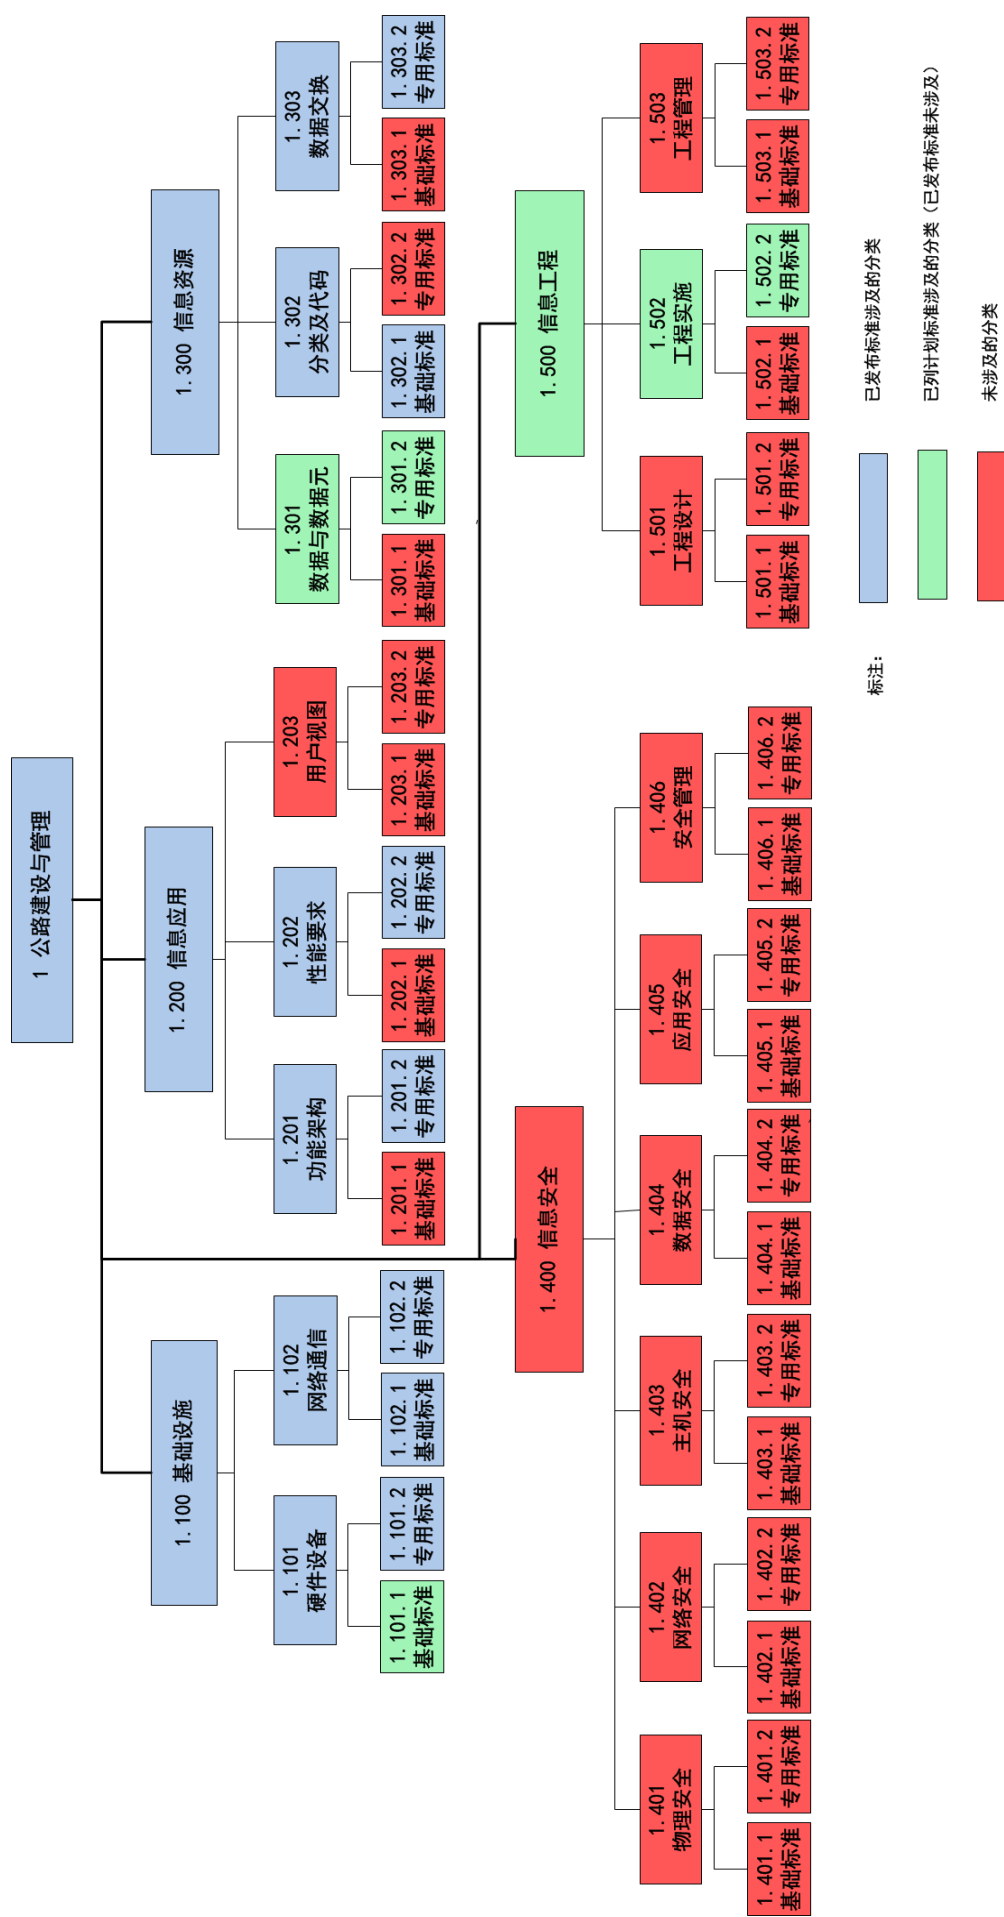 1 公路建设与管理
1.100 基础设施
1.200 信息应用
1.300 信息资源
1.101
硬件设备
1.102
网络通信
1.201
功能架构
1.202
性能要求
1.203
用户视图
1.301
数据与数据元
1.302
分类及代码
1.303
数据交换
1.101.1
基础标准
1.101.2
专用标准
1.102.1
基础标准
1.102.2
专用标准
1.201.1
基础标准
1.201.2
专用标准
1.202.1
基础标准
1.202.2
专用标准
1.203.1
基础标准
1.203.2
专用标准
1.301.1
基础标准
1.301.2
专用标准
1.302.1
基础标准
1.302.2
专用标准
1.303.1
基础标准
1.303.2
专用标准
1.400 信息安全
1.500 信息工程
1.401
物理安全
1.402
网络安全
1.403
主机安全
1.404
数据安全
1.405
应用安全
1.406
安全管理
1.501
工程设计
1.502
工程实施
1.503
工程管理
1.401.1
基础标准
1.401.2
专用标准
1.402.1
基础标准
1.402.2
专用标准
1.403.1
基础标准
1.403.2
专用标准
1.404.1
基础标准
1.404.2
专用标准
1.405.1
基础标准
1.405.2
专用标准
1.406.1
基础标准
1.406.2
专用标准
1.501.1
基础标准
1.501.2
专用标准
1.502.1
基础标准
1.502.2
专用标准
1.503.1
基础标准
1.503.2
专用标准
标注：
已发布标准涉及的分类
已列计划标准涉及的分类（已发布标准未涉及）
未涉及的分类